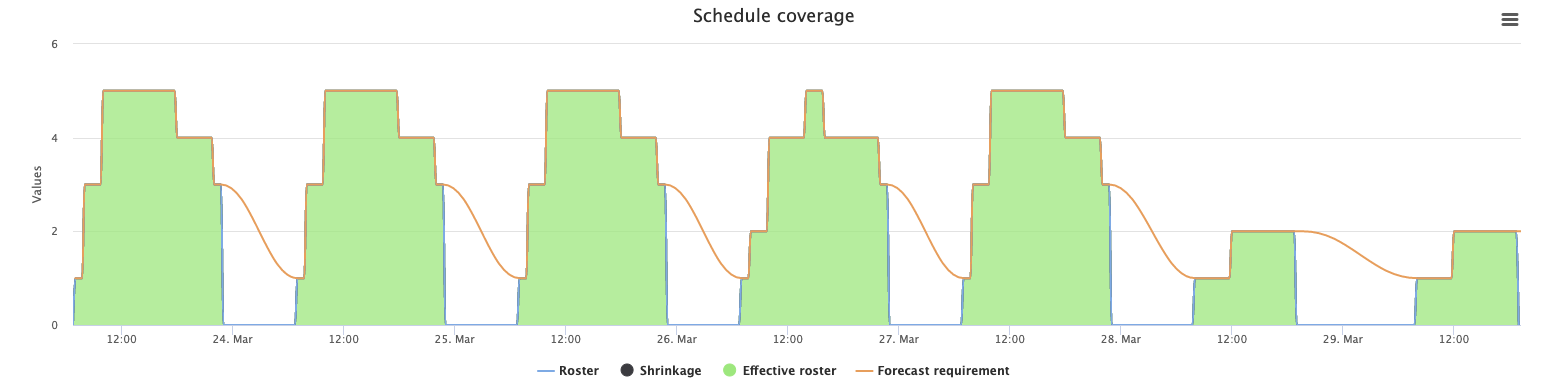 Schedule coverage
6
4
2
0
Values
12:00 24. Mar 12:00 25. Mar 12:00 26. Mar 12:00 27. Mar 12:00 28. Mar 12:00 29. Mar 12:00
Roster Shrinkage Effective roster Forecast requirement